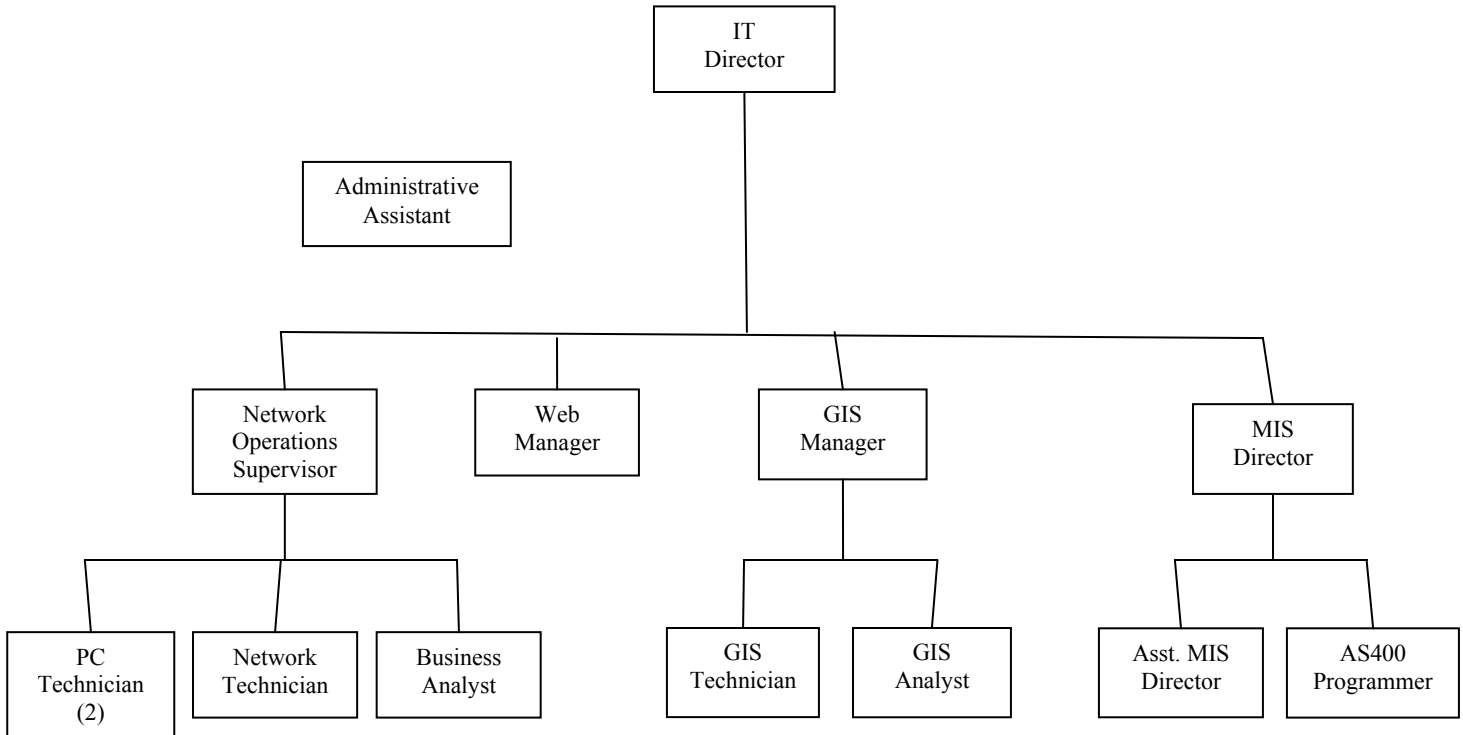 IT
Director
Administrative
Assistant
Network
Operations
Supervisor
Web
Manager
GIS
Manager
MIS
Director
PC
Technician
(2)
Network
Technician
Business
Analyst
GIS
Technician
GIS
Analyst
Asst. MIS
Director
AS400
Programmer